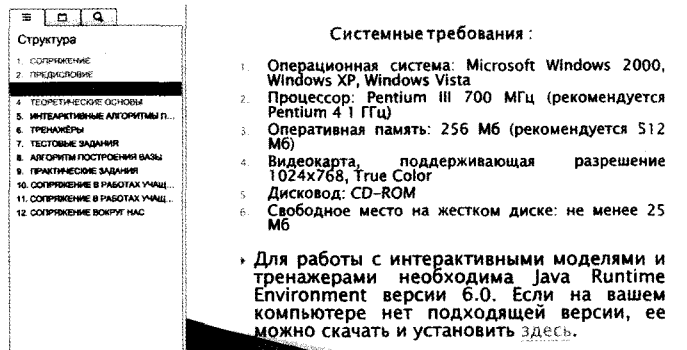 Структура
1. СОПРЯЖЕНИЕ
2. ПРЕДИСЛОВИЕ
4. ТЕОРЕТИЧЕСКИЕ ОСНОВЫ
5. ИНТЕАРКТИВНЫЕ АЛГОРИТМЫ П...
6. ТРЕНАЖЁРЫ
7. ТЕСТОВЫЕ ЗАДАНИЯ
8. АЛГОРИТМ ПОСТРОЕНИЯ ВАЗЫ
9. ПРАКТИЧЕСКИЕ ЗАДАНИЯ
10. СОПРЯЖЕНИЕ В РАБОТАХ УЧАЩ...
11. СОПРЯЖЕНИЕ В РАБОТАХ УЧАЩ...
12. СОПРЯЖЕНИЕ ВОКРУГ НАС
Системные требования :
1. Операционная система: Microsoft Windows 2000,
Windows XP, Windows Vista
2. Процессор: Pentium III 700 МГц (рекомендуется
Pentium 4 1 ГГц)
3. Оперативная память: 256 Мб (рекомендуется 512
Мб)
4. Видеокарта, поддерживающая разрешение
1024x768, True Color
5. Дисковод: CD-ROM
6. Свободное место на жестком диске: не менее 25
Мб
Для работы с интерактивными моделями и
тренажерами необходима Java Runtime
Environment версии 6.0. Если на вашем
компьютере нет подходящей версии, ее
можно скачать и установить здесь.